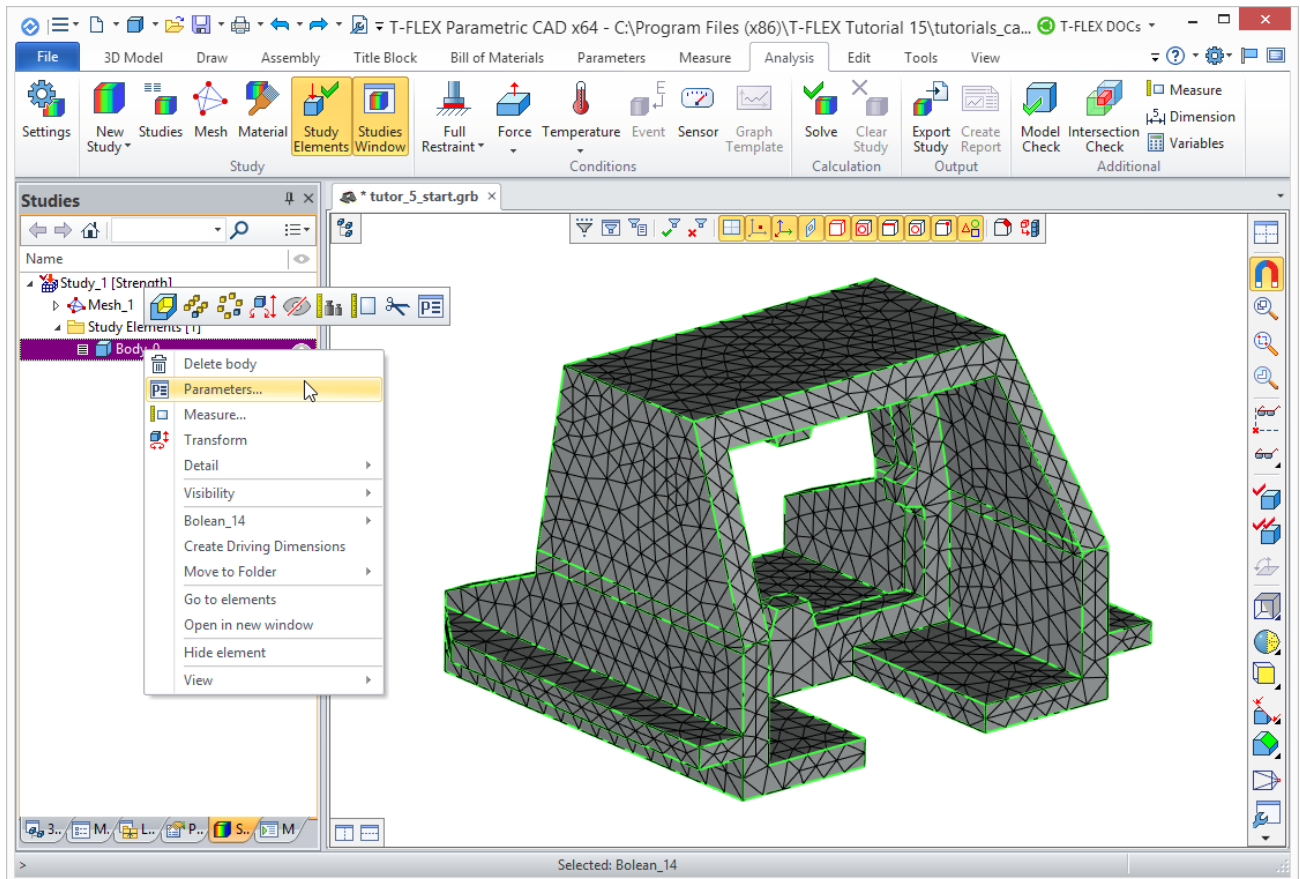 T-FLEX Parametric CAD x64 - C:\Program Files (x86)\T-FLEX Tutorial 15\tutorials_ca... T-FLEX DOCs
File 3D Model Draw Assembly Title Block Bill of Materials Parameters Measure Analysis Edit Tools View
Settings New Study Studies Mesh Material Study Elements Studies Window
Study
Full Restraint Force Temperature Event Sensor Graph Template
Conditions
Solve Clear Study
Calculation
Export Study Create Report
Output
Model Check Intersection Check Measure
Dimension
Variables
Additional
Studies
* tutor_5_start.grb
Name
Study_1 [Strength]
Mesh_1
Study Elements [1]
Body_0
Delete body
Parameters...
Measure...
Transform
Detail
Visibility
Bolean_14
Create Driving Dimensions
Move to Folder
Go to elements
Open in new window
Hide element
View
3.. M. L.. P.. S.. M
> Selected: Bolean_14